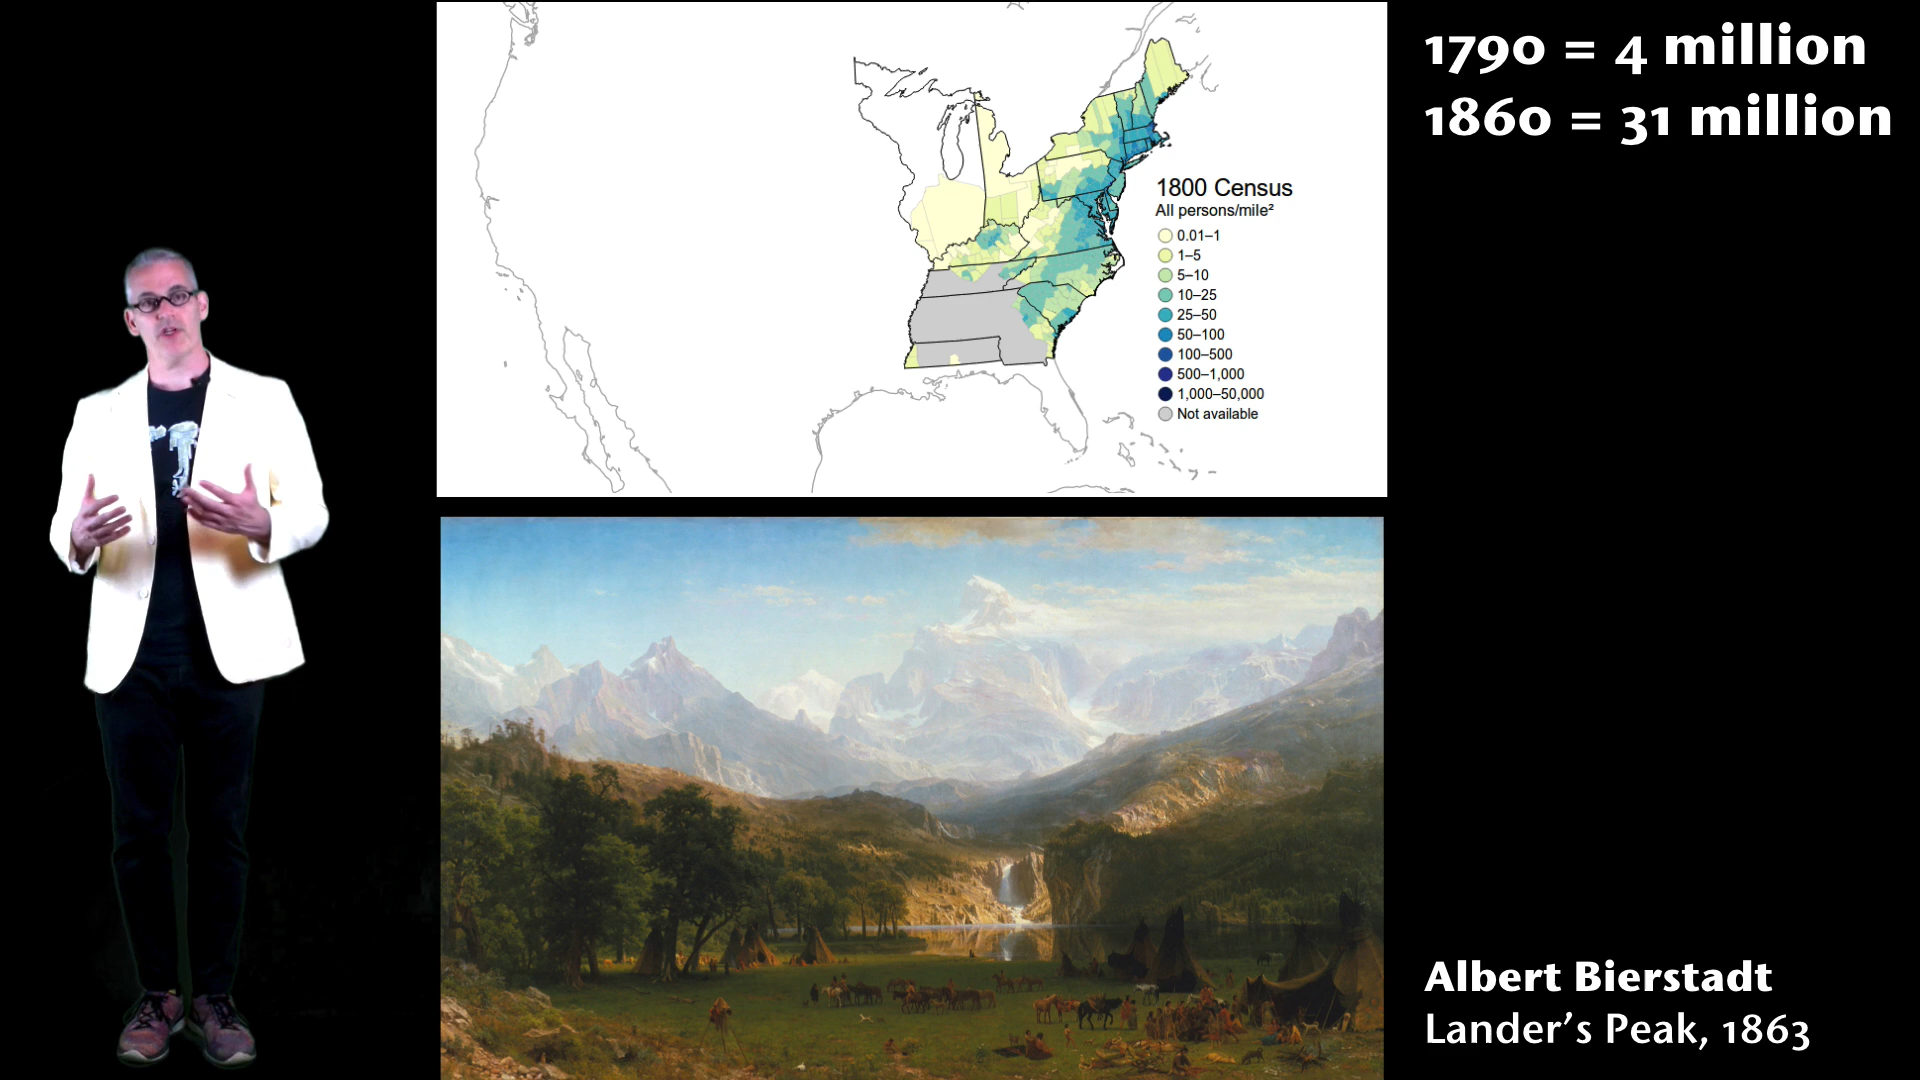 1790 = 4 million
1860 = 31 million
1800 Census
All persons/mile²
0.01–1
1–5
5–10
10–25
25–50
50–100
100–500
500–1,000
1,000–50,000
Not available
Albert Bierstadt
Lander's Peak, 1863